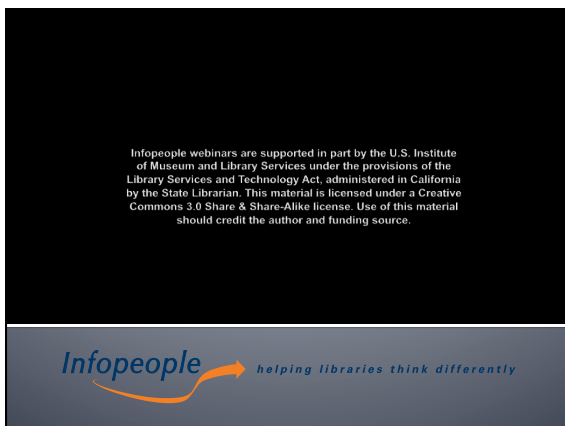 Infopeople webinars are supported in part by the U.S. Institute
of Museum and Library Services under the provisions of the
Library Services and Technology Act, administered in California
by the State Librarian. This material is licensed under a Creative
Commons 3.0 Share & Share-Alike license. Use of this material
should credit the author and funding source.
Infopeople helping libraries think differently